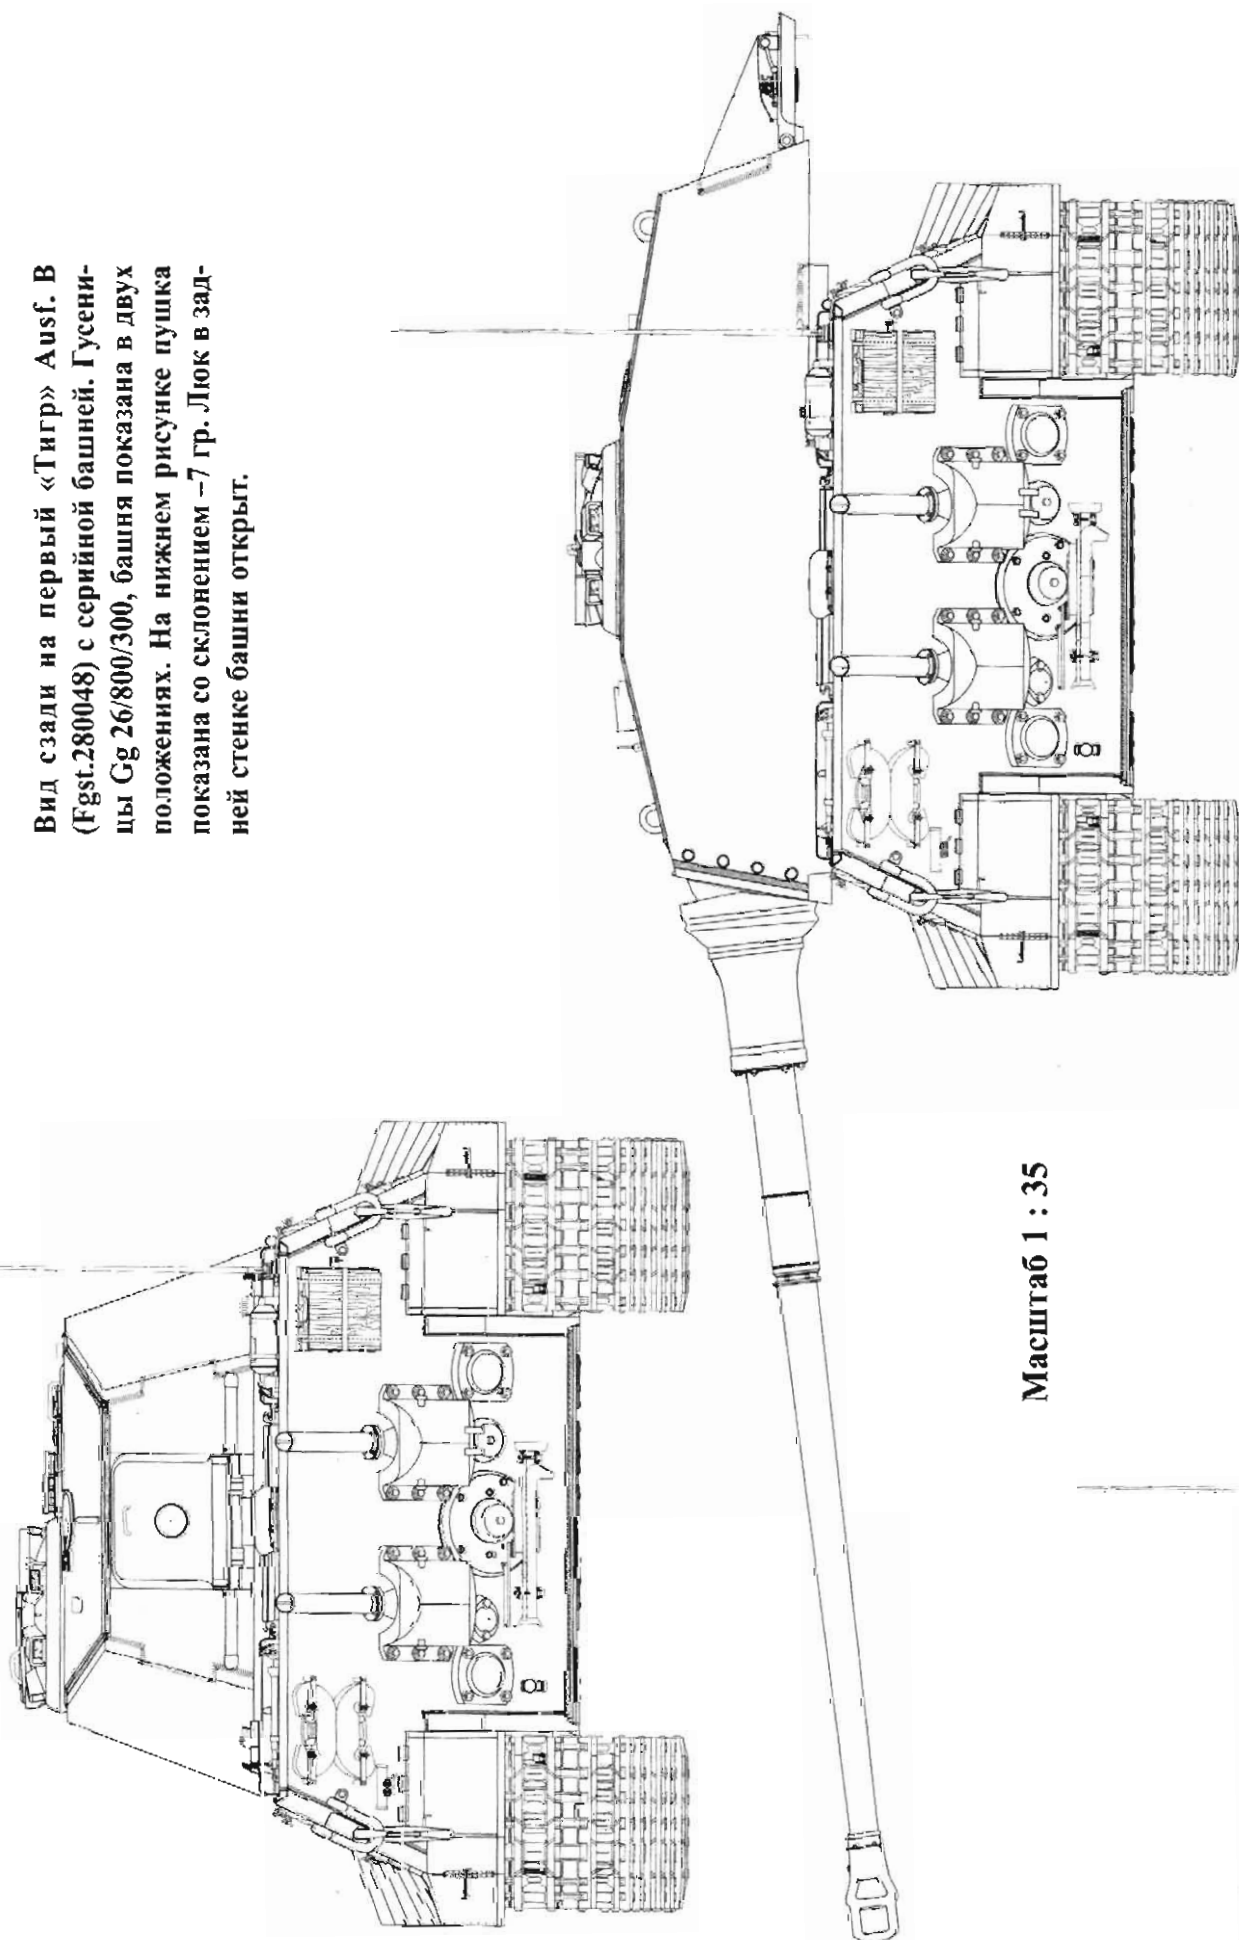 Вид сзади на первый «Тигр» Ausf. B
(Fgst.280048) с серийной башней. Гусени-
цы Gg 26/800/300, башня показана в двух
положениях. На нижнем рисунке пушка
показана со склонением –7 гр. Люк в зад-
ней стенке башни открыт.
Масштаб 1 : 35